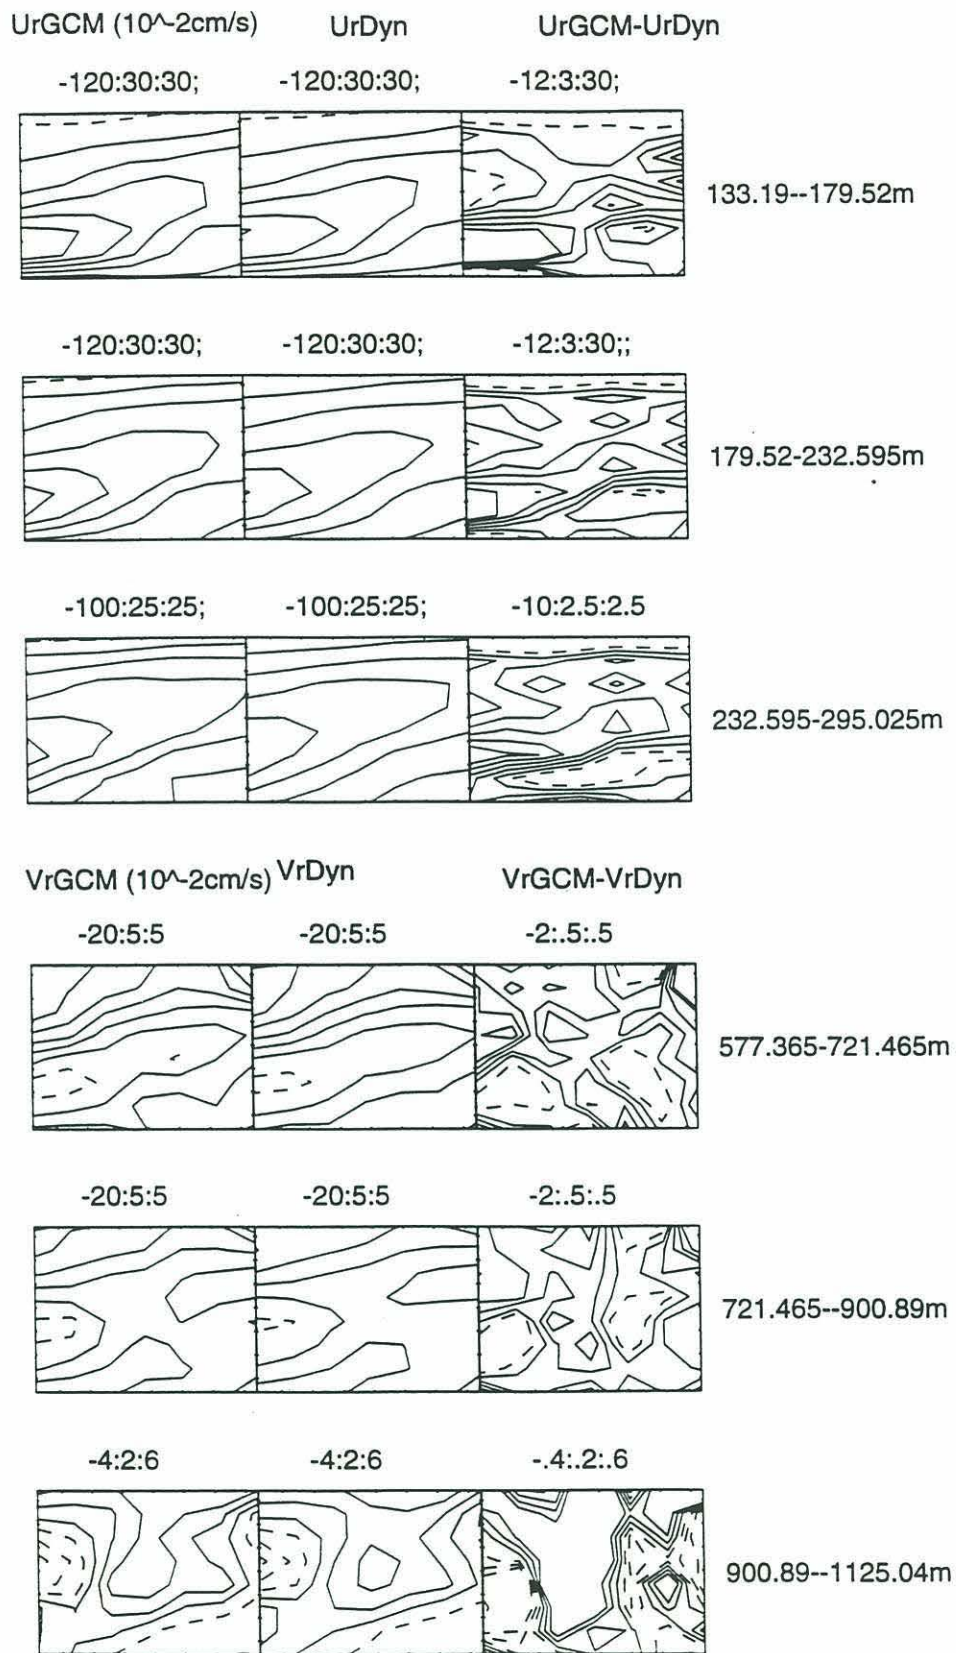 UrGCM (10^-2cm/s) UrDyn UrGCM-UrDyn
-120:30:30; -120:30:30; -12:3:30;
133.19--179.52m
-120:30:30; -120:30:30; -12:3:30;;
179.52-232.595m
-100:25:25; -100:25:25; -10:2.5:2.5
232.595-295.025m
VrGCM (10^-2cm/s) VrDyn VrGCM-VrDyn
-20:5:5 -20:5:5 -2:.5:.5
577.365-721.465m
-20:5:5 -20:5:5 -2:.5:.5
721.465--900.89m
-4:2:6 -4:2:6 -.4:.2:.6
900.89--1125.04m